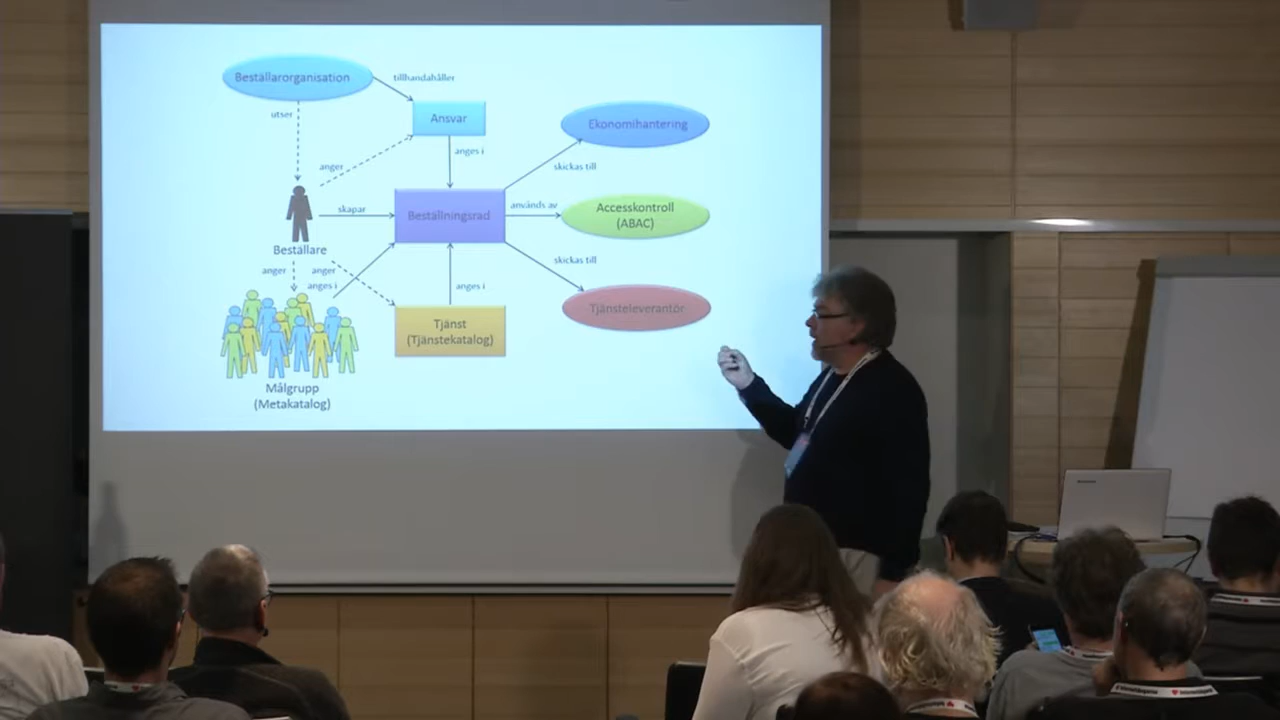 Beställarorganisation
tillhandahåller
utser
Ansvar
anger
anges i
Ekonomihantering
skickas till
skapar
Beställningsrad
används av
Accesskontroll
(ABAC)
Beställare
anger
anger
anges i
anges i
skickas till
Tjänsteleverantör
Tjänst
(Tjänstekatalog)
Målgrupp
(Metakatalog)